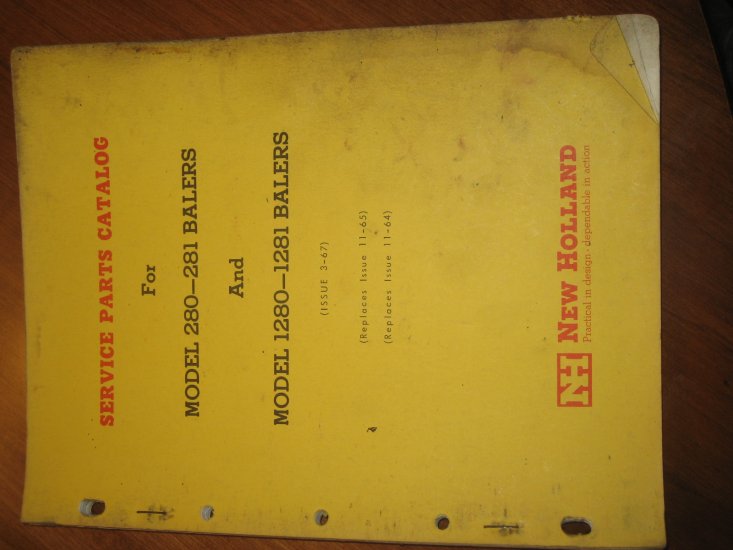 SERVICE PARTS CATALOG
For
MODEL 280-281 BALERS
And
MODEL 1280-1281 BALERS
(ISSUE 3-67)
(Replaces Issue 11-65)
(Replaces Issue 11-64)
NH NEW HOLLAND
Practical in design · dependable in action